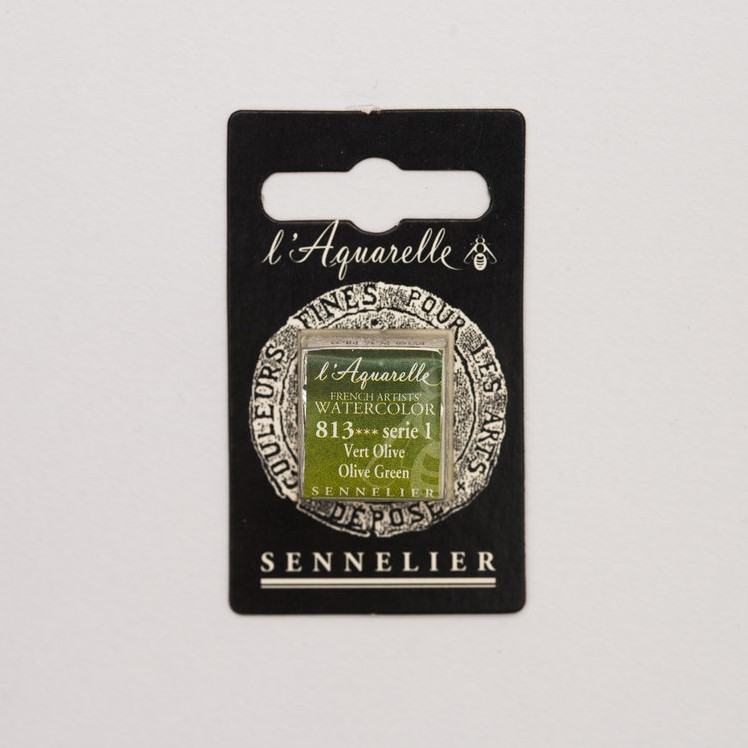 l'Aquarelle
COULEURS FINES POUR LES ARTS
DÉPOSÉ
l'Aquarelle
FRENCH ARTISTS'
WATERCOLOR
813*** serie 1
Vert Olive
Olive Green
SENNELIER
SENNELIER